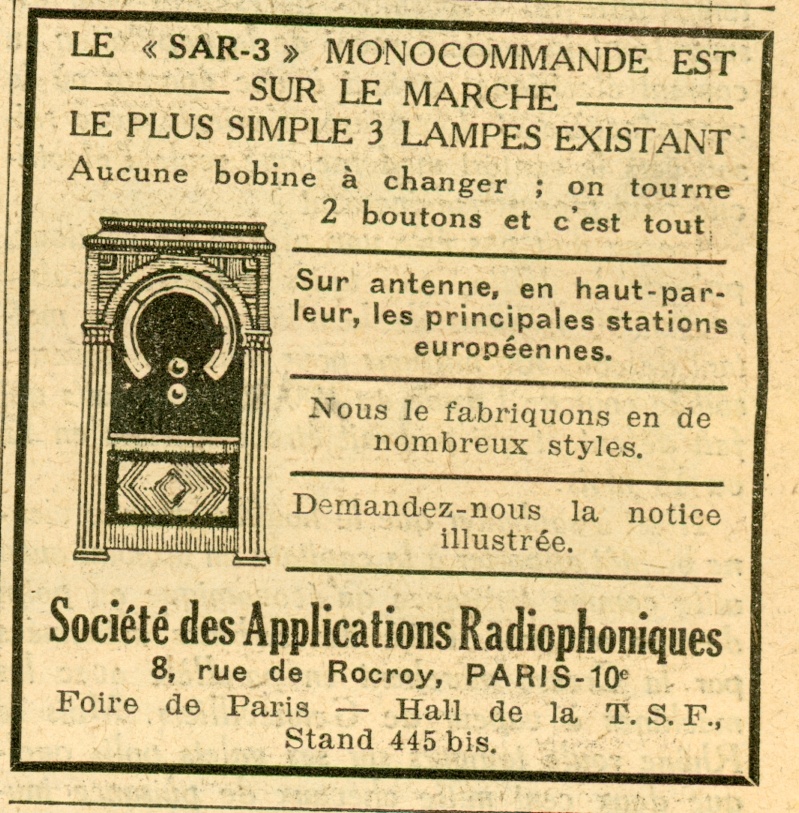 LE « SAR-3 » MONOCOMMANDE EST
SUR LE MARCHE
LE PLUS SIMPLE 3 LAMPES EXISTANT
Aucune bobine à changer ; on tourne
2 boutons et c'est tout.
Sur antenne, en haut-par-
leur, les principales stations
européennes.
Nous le fabriquons en de
nombreux styles.
Demandez-nous la notice
illustrée.
Société des Applications Radiophoniques
8, rue de Rocroy, PARIS-10e
Foire de Paris — Hall de la T. S. F.,
Stand 445 bis.